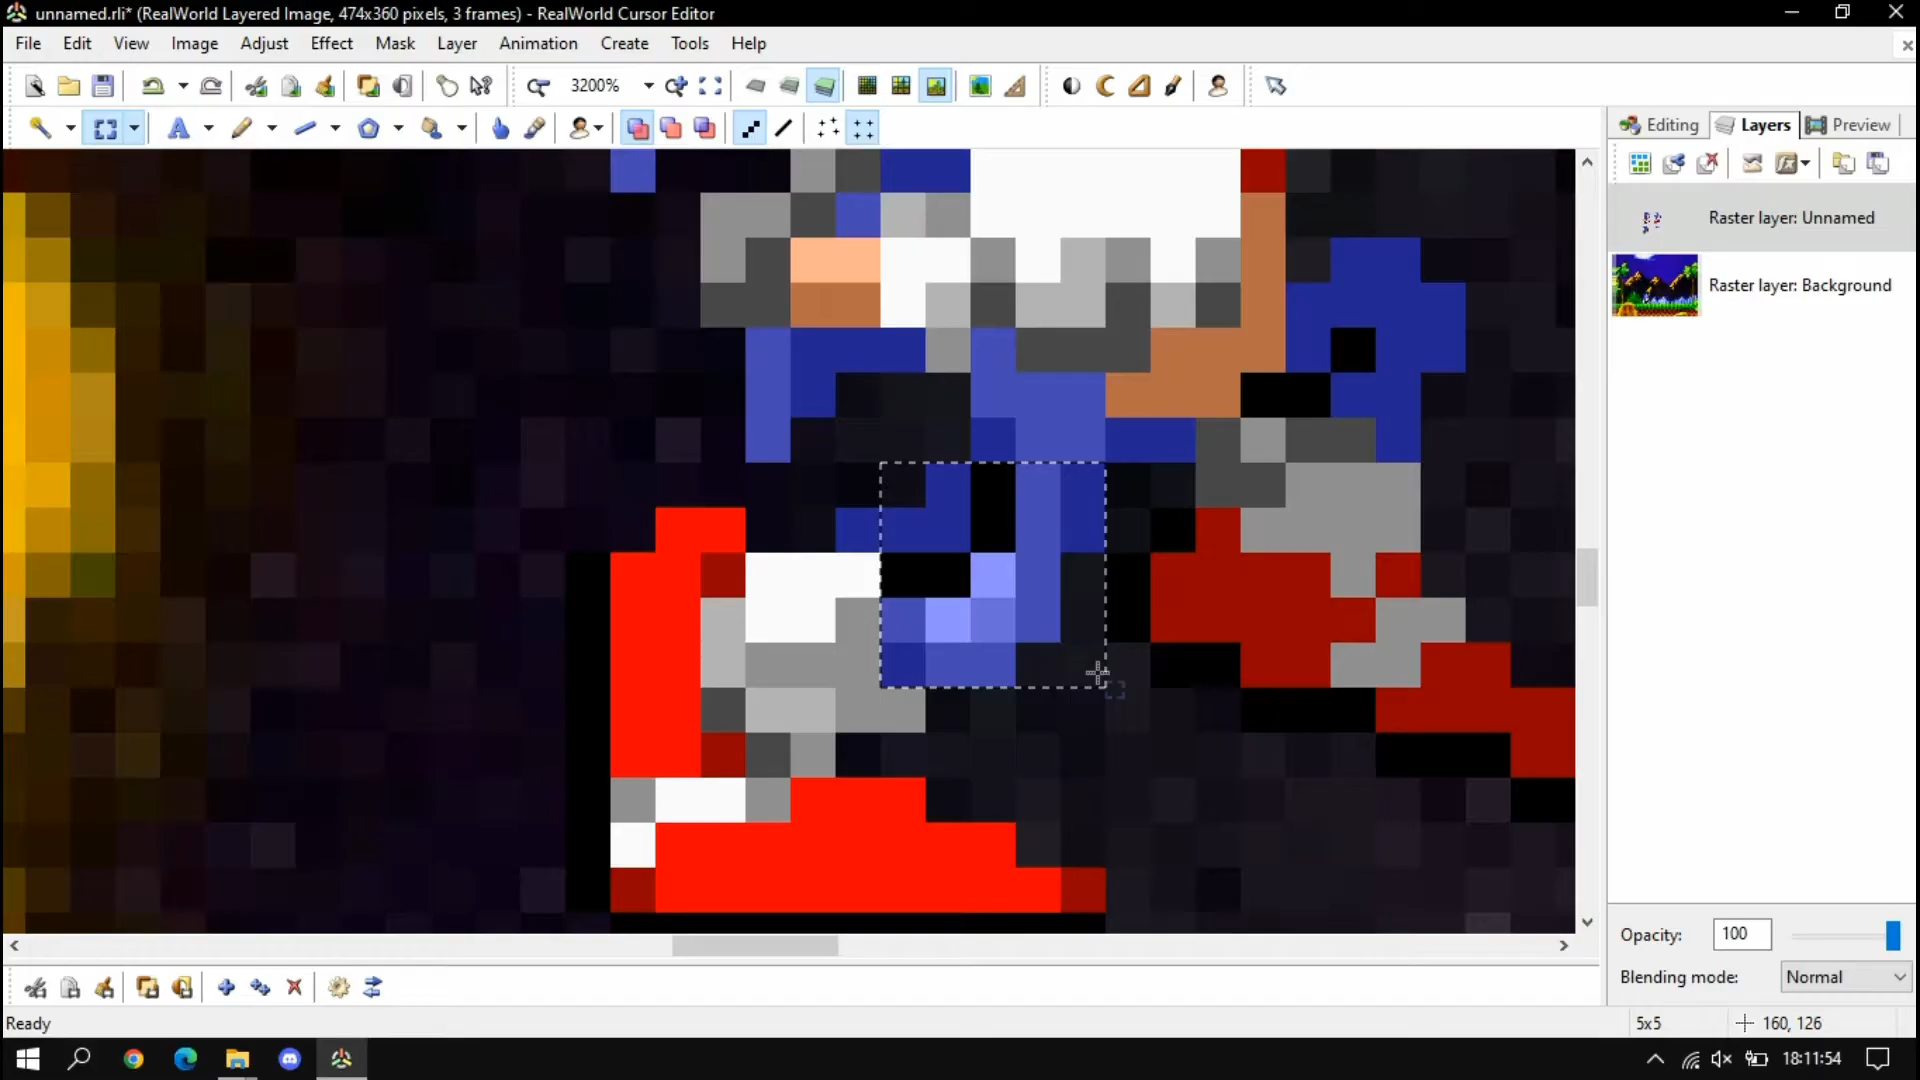 unnamed.rli* (RealWorld Layered Image, 474x360 pixels, 3 frames) - RealWorld Cursor Editor
File Edit View Image Adjust Effect Mask Layer Animation Create Tools Help
3200%
Editing Layers Preview
Raster layer: Unnamed
Raster layer: Background
Opacity: 100
Blending mode: Normal
Ready 5x5 160, 126
18:11:54